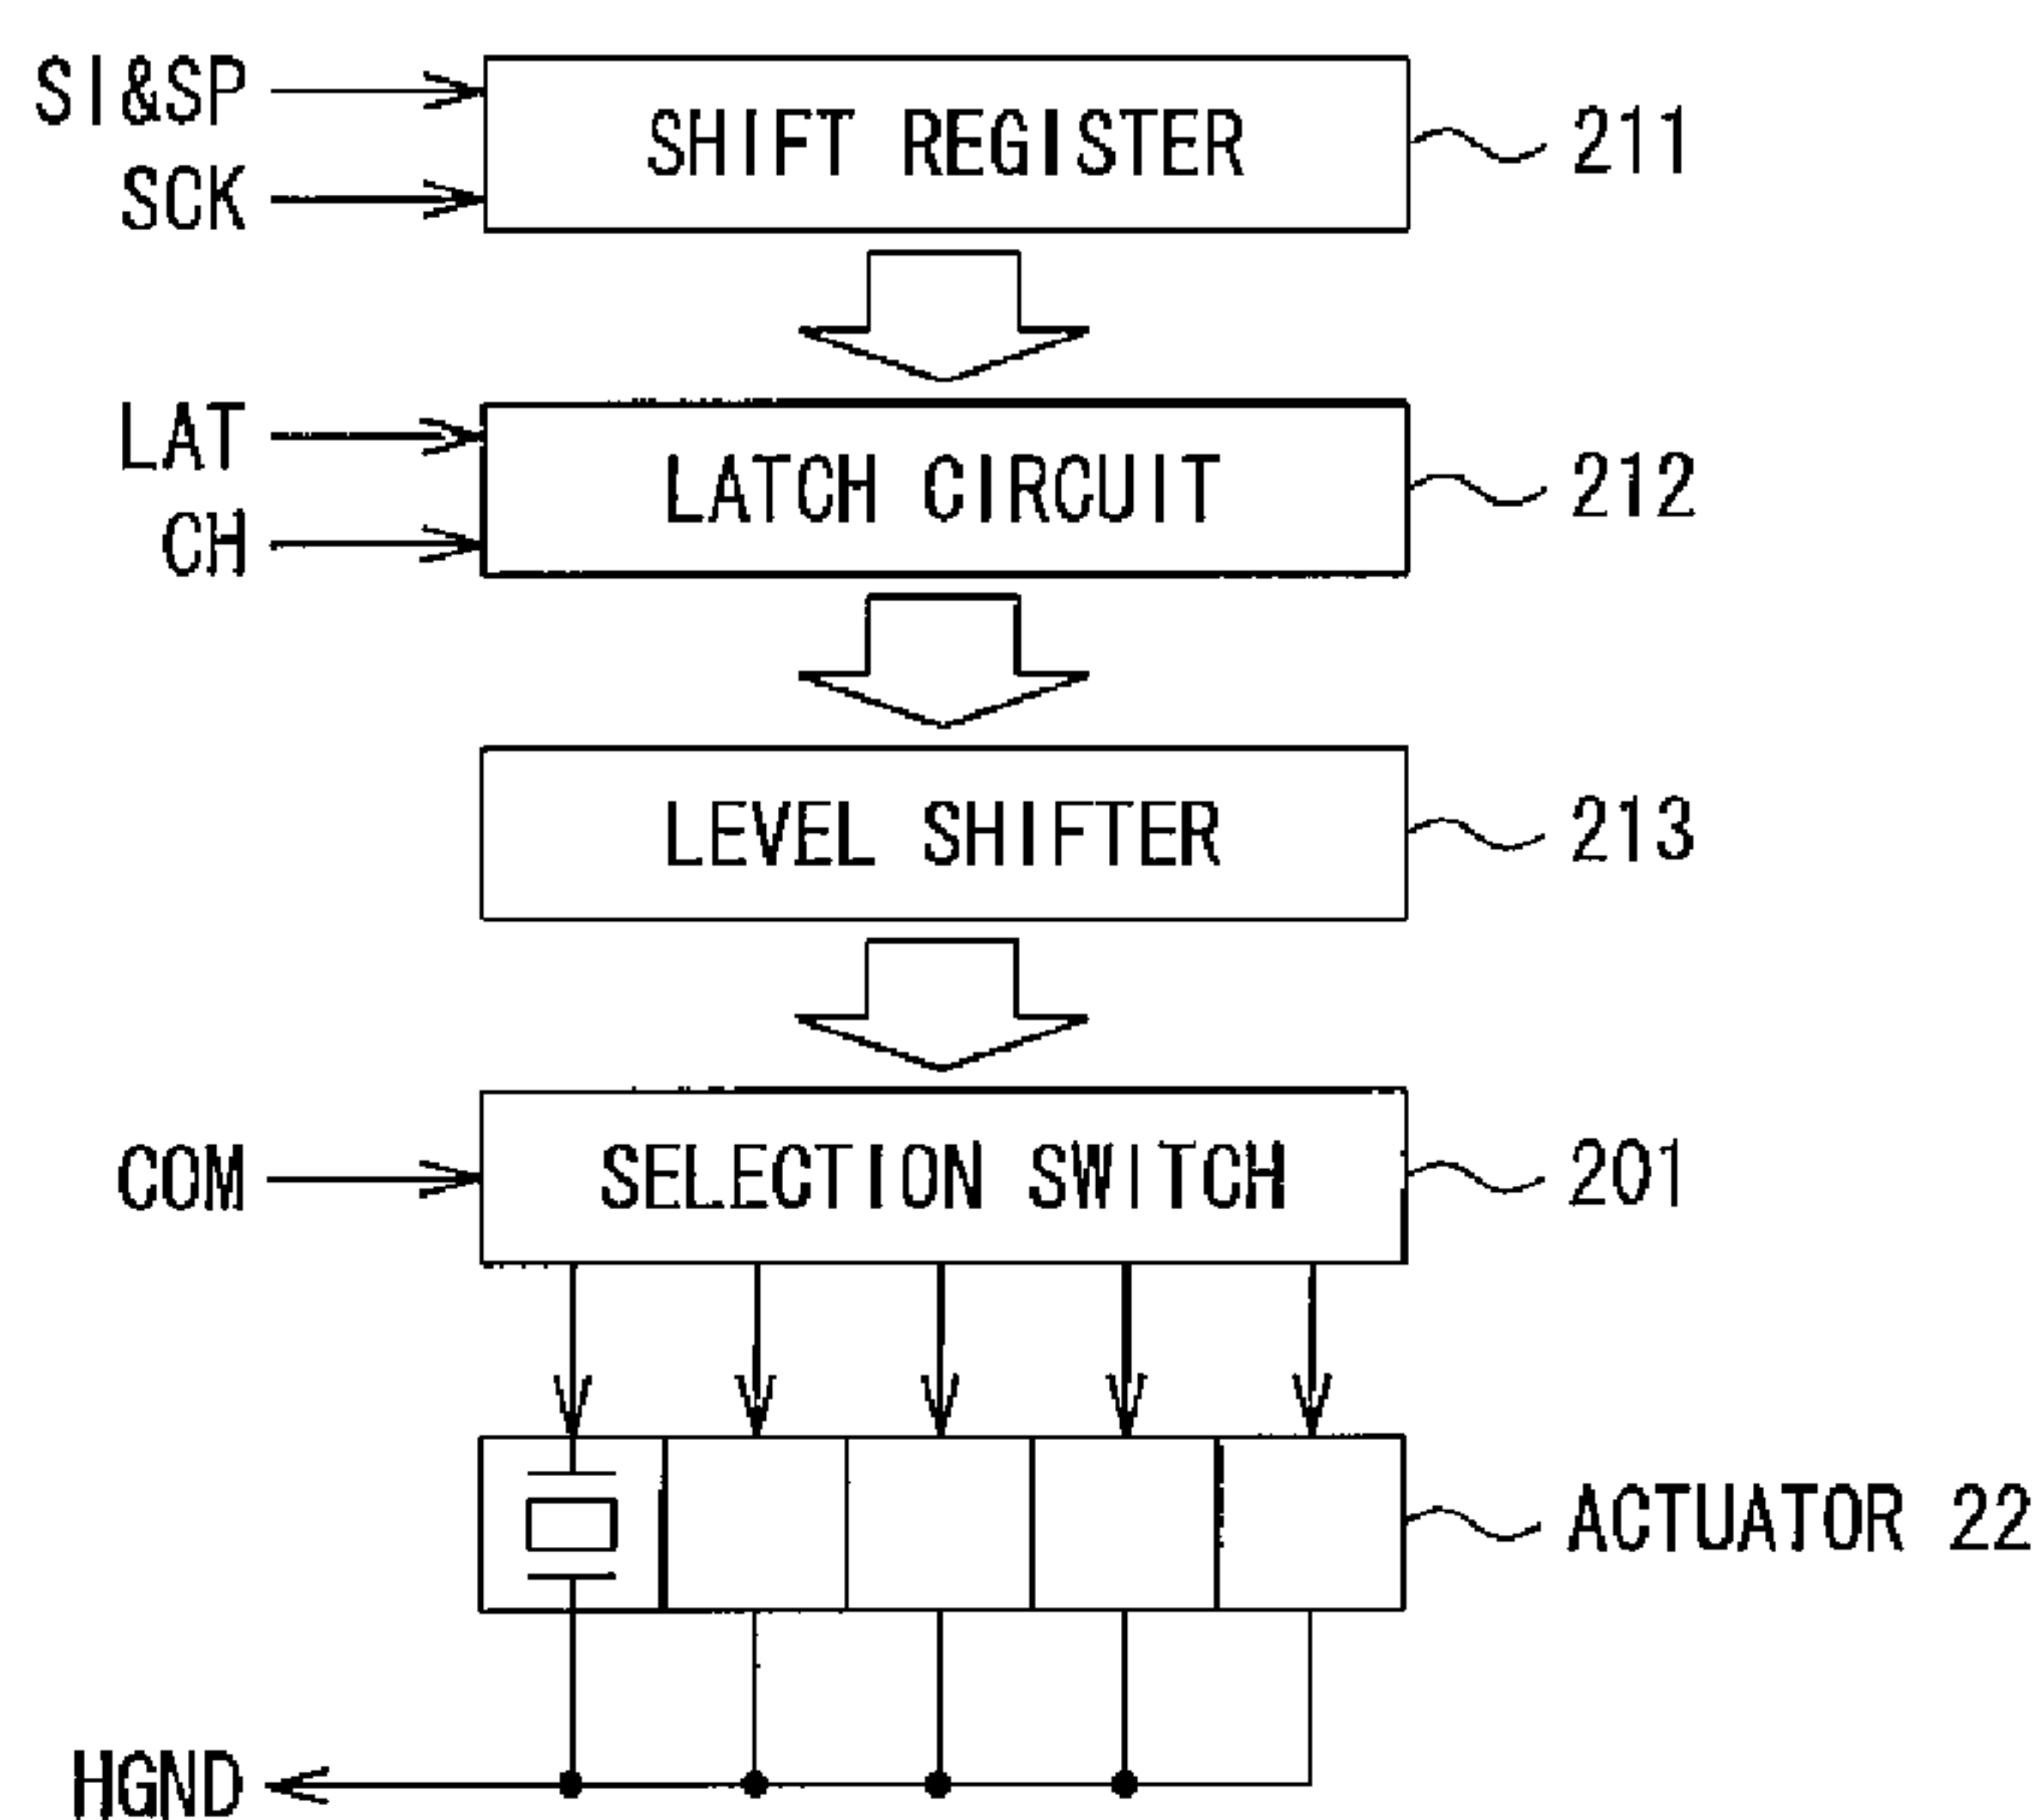 SI&SP
SHIFT REGISTER
211
SCK
LAT
LATCH CIRCUIT
212
CH
LEVEL SHIFTER
213
COM
SELECTION SWITCH
201
ACTUATOR 22
HGND